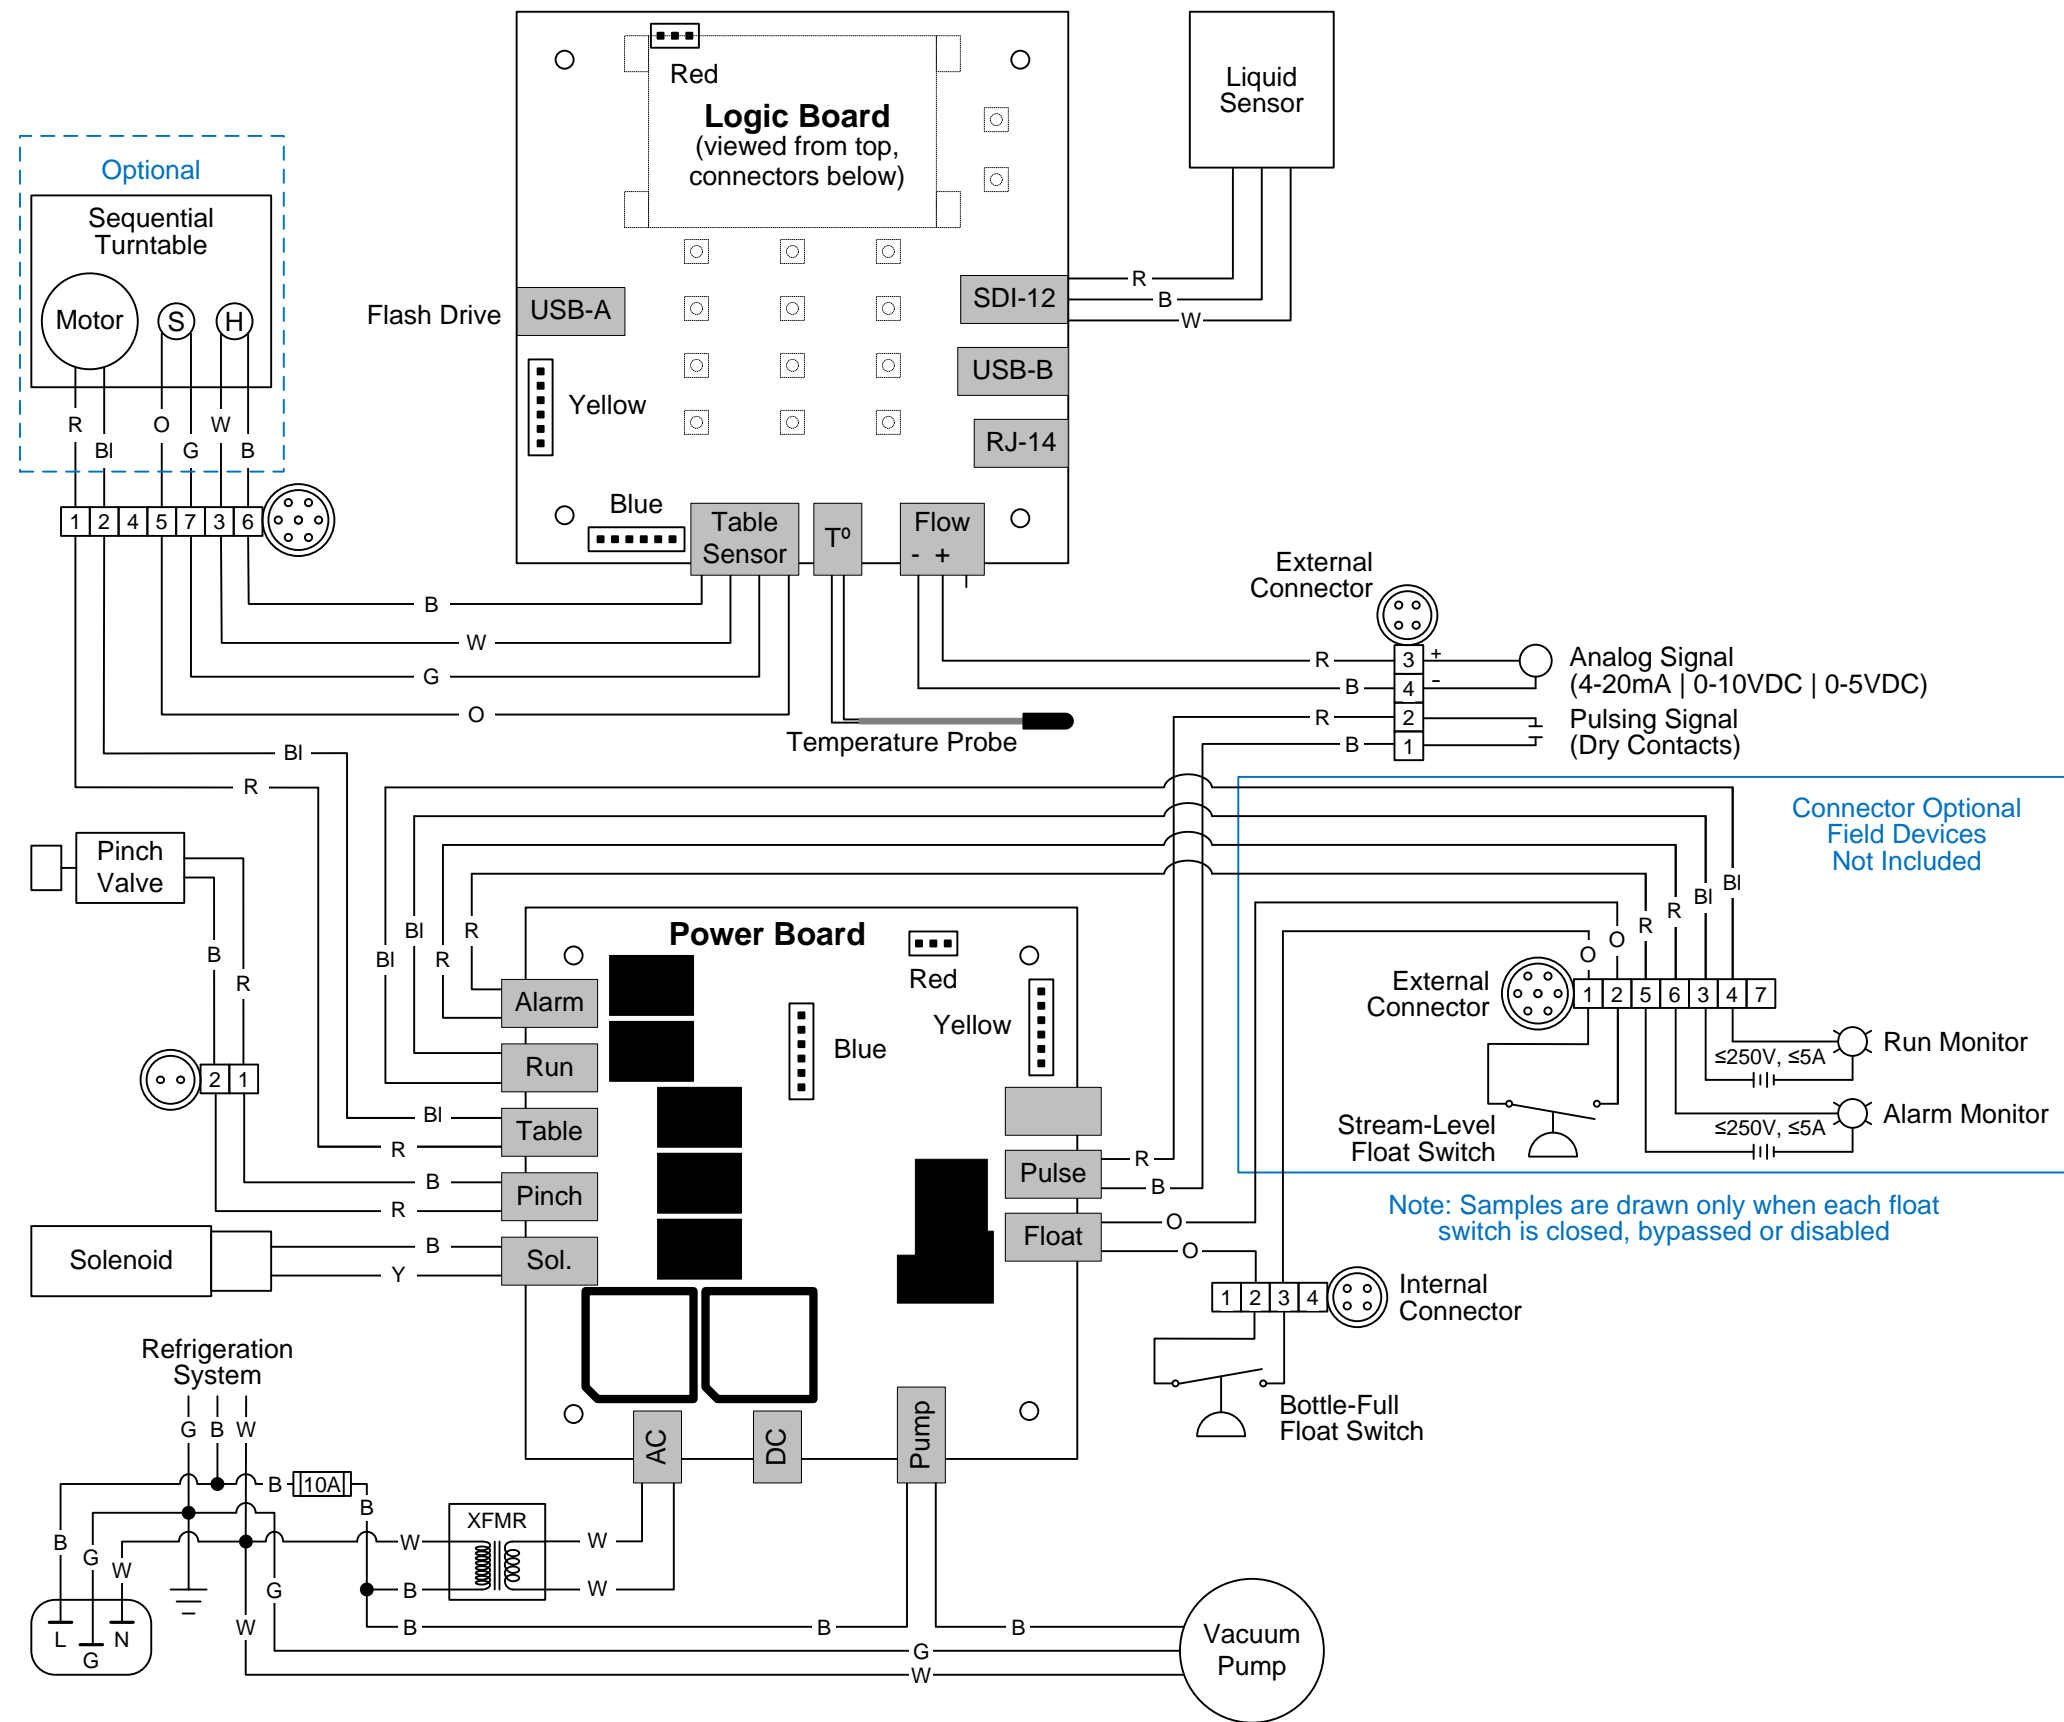 Red
Logic Board
(viewed from top,
connectors below)
Liquid
Sensor
Optional
Sequential
Turntable
Motor
S
H
Flash Drive
USB-A
SDI-12
R
B
W
USB-B
Yellow
RJ-14
R
Bl
O
G
W
B
Blue
1 2 4 5 7 3 6
Table
Sensor
Tº
Flow
- +
B
W
G
O
Temperature Probe
External
Connector
R 3 +
B 4 -
R 2
B 1
Analog Signal
(4-20mA | 0-10VDC | 0-5VDC)
Pulsing Signal
(Dry Contacts)
Bl
R
Connector Optional
Field Devices
Not Included
Pinch
Valve
B
R
2 1
Bl
Bl
R
R
Power Board
Red
Yellow
Blue
Alarm
Run
Bl
Table
R
B
Pinch
R
B
Sol.
Y
Solenoid
R
Pulse
B
O
Float
O
O
O
R
R
Bl
Bl
External
Connector
1 2 5 6 3 4 7
Run Monitor
≤250V, ≤5A
Alarm Monitor
≤250V, ≤5A
Stream-Level
Float Switch
Note: Samples are drawn only when each float
switch is closed, bypassed or disabled
1 2 3 4
Internal
Connector
Bottle-Full
Float Switch
Refrigeration
System
G B W
B 10A
B
AC
DC
Pump
XFMR
W
B
W
W
B
G
W
G
W
L
G
N
B
B
B
G
W
Vacuum
Pump